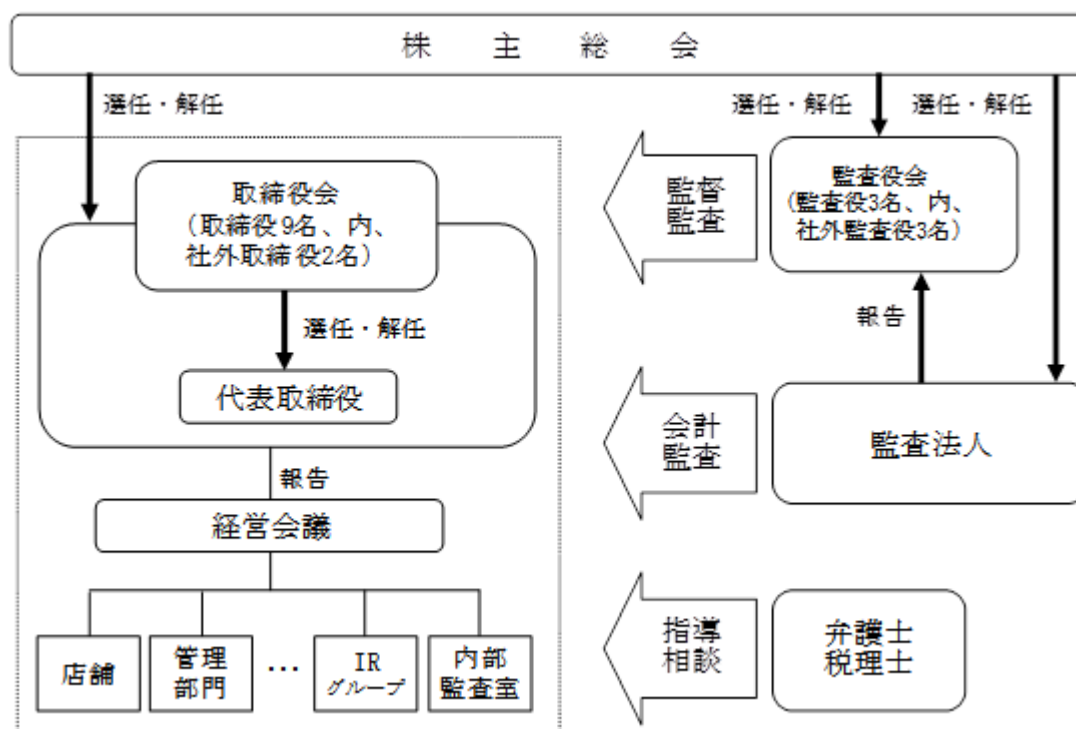 株主総会
選任・解任
選任・解任
選任・解任
取締役会
(取締役9名、内、
社外取締役2名)
監督
監査
監査役会
(監査役3名、内、
社外監査役3名)
選任・解任
報告
代表取締役
会計
監査
監査法人
報告
経営会議
店舗
管理
部門
…
IR
グループ
内部
監査室
指導
相談
弁護士
税理士